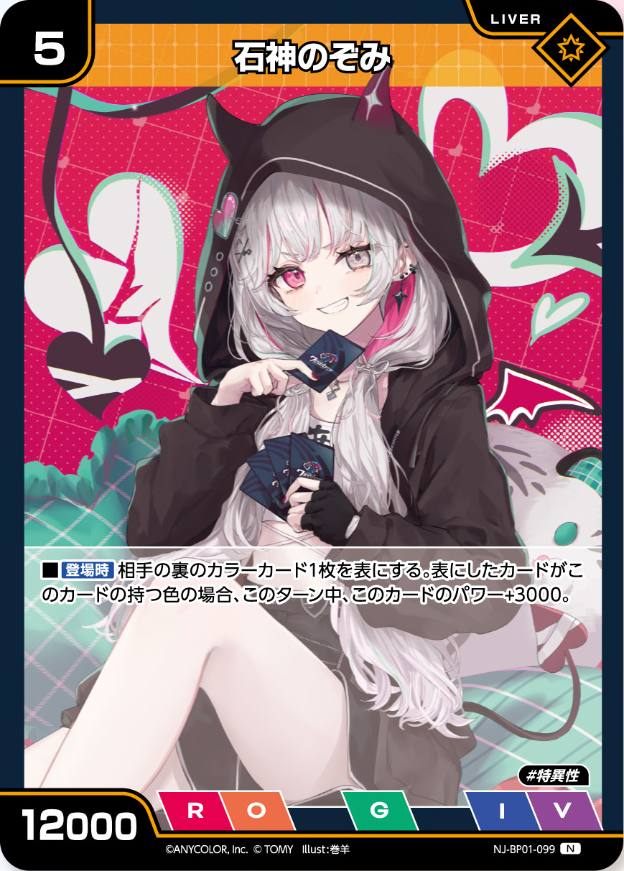 LIVER
5
石神のぞみ
■ 登場時 相手の裏のカラーカード1枚を表にする。表にしたカードがこ
のカードの持つ色の場合、このターン中、このカードのパワー+3000。
#特異性
12000
R O G I V
©ANYCOLOR, Inc. © TOMY Illust:巻羊
NJ-BP01-099 N